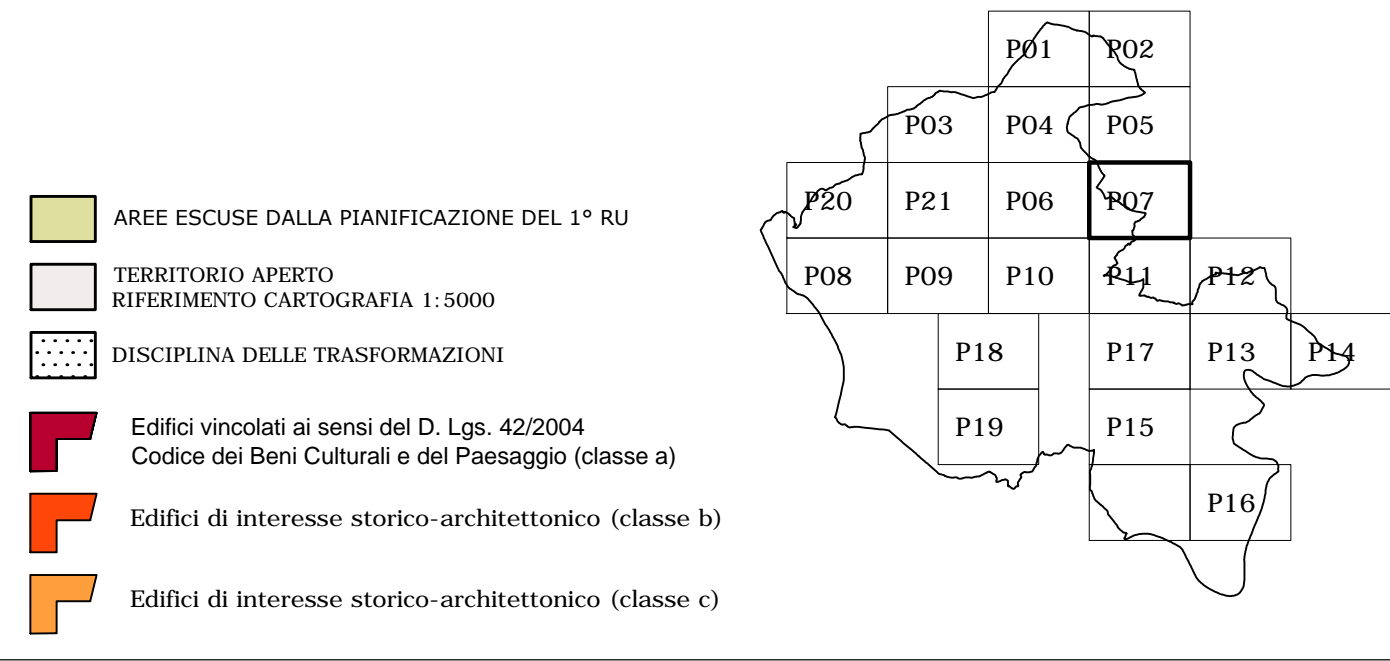 AREE ESCUSE DALLA PIANIFICAZIONE DEL 1° RU
TERRITORIO APERTO
RIFERIMENTO CARTOGRAFIA 1:5000
DISCIPLINA DELLE TRASFORMAZIONI
Edifici vincolati ai sensi del D. Lgs. 42/2004
Codice dei Beni Culturali e del Paesaggio (classe a)
Edifici di interesse storico-architettonico (classe b)
Edifici di interesse storico-architettonico (classe c)
P01 P02
P03 P04 P05
P20 P21 P06 P07
P08 P09 P10 P11 P12
P18 P17 P13 P14
P19 P15
P16